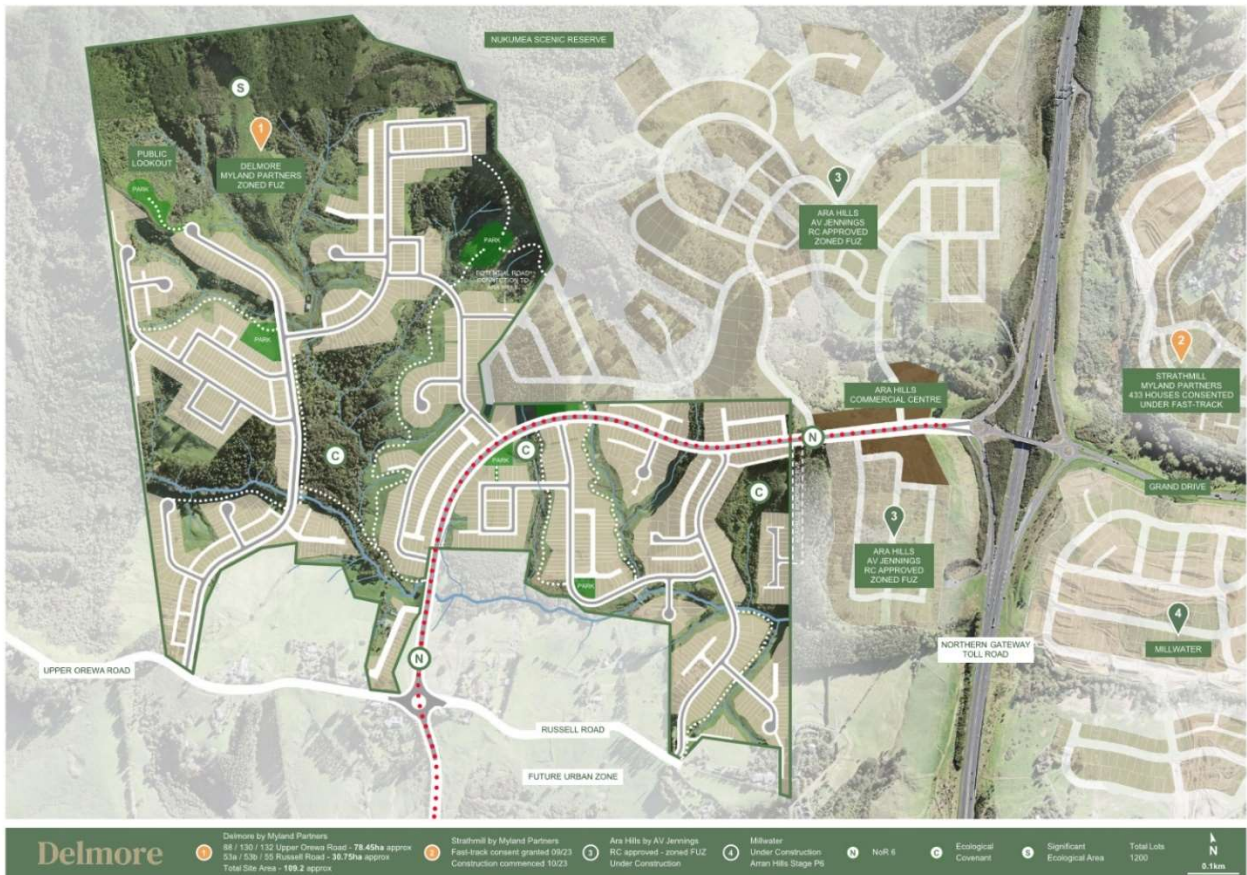 NUKUMEA SCENIC RESERVE
S
1
DELMORE
MYLAND PARTNERS
ZONED FUZ
PUBLIC
LOOKOUT
PARK
3
ARA HILLS
AV JENNINGS
RC APPROVED
ZONED FUZ
PARK
POTENTIAL ROAD
CONNECTION TO
ARA HILLS
PARK
2
STRATHMILL
MYLAND PARTNERS
433 HOUSES CONSENTED
UNDER FAST-TRACK
ARA HILLS
COMMERCIAL CENTRE
N
C
C
PARK
C
GRAND DRIVE
3
ARA HILLS
AV JENNINGS
RC APPROVED
ZONED FUZ
PARK
4
MILLWATER
NORTHERN GATEWAY
TOLL ROAD
N
UPPER OREWA ROAD
RUSSELL ROAD
FUTURE URBAN ZONE
Delmore
1
Delmore by Myland Partners
88 / 130 / 132 Upper Orewa Road - 78.45ha approx
53a / 53b / 55 Russell Road - 30.75ha approx
Total Site Area - 109.2 approx
2
Strathmill by Myland Partners
Fast-track consent granted 09/23
Construction commenced 10/23
3
Ara Hills by AV Jennings
RC approved - zoned FUZ
Under Construction
4
Millwater
Under Construction
Arran Hills Stage P6
N
NoR 6
C
Ecological
Covenant
S
Significant
Ecological Area
Total Lots
1200
N
0.1km